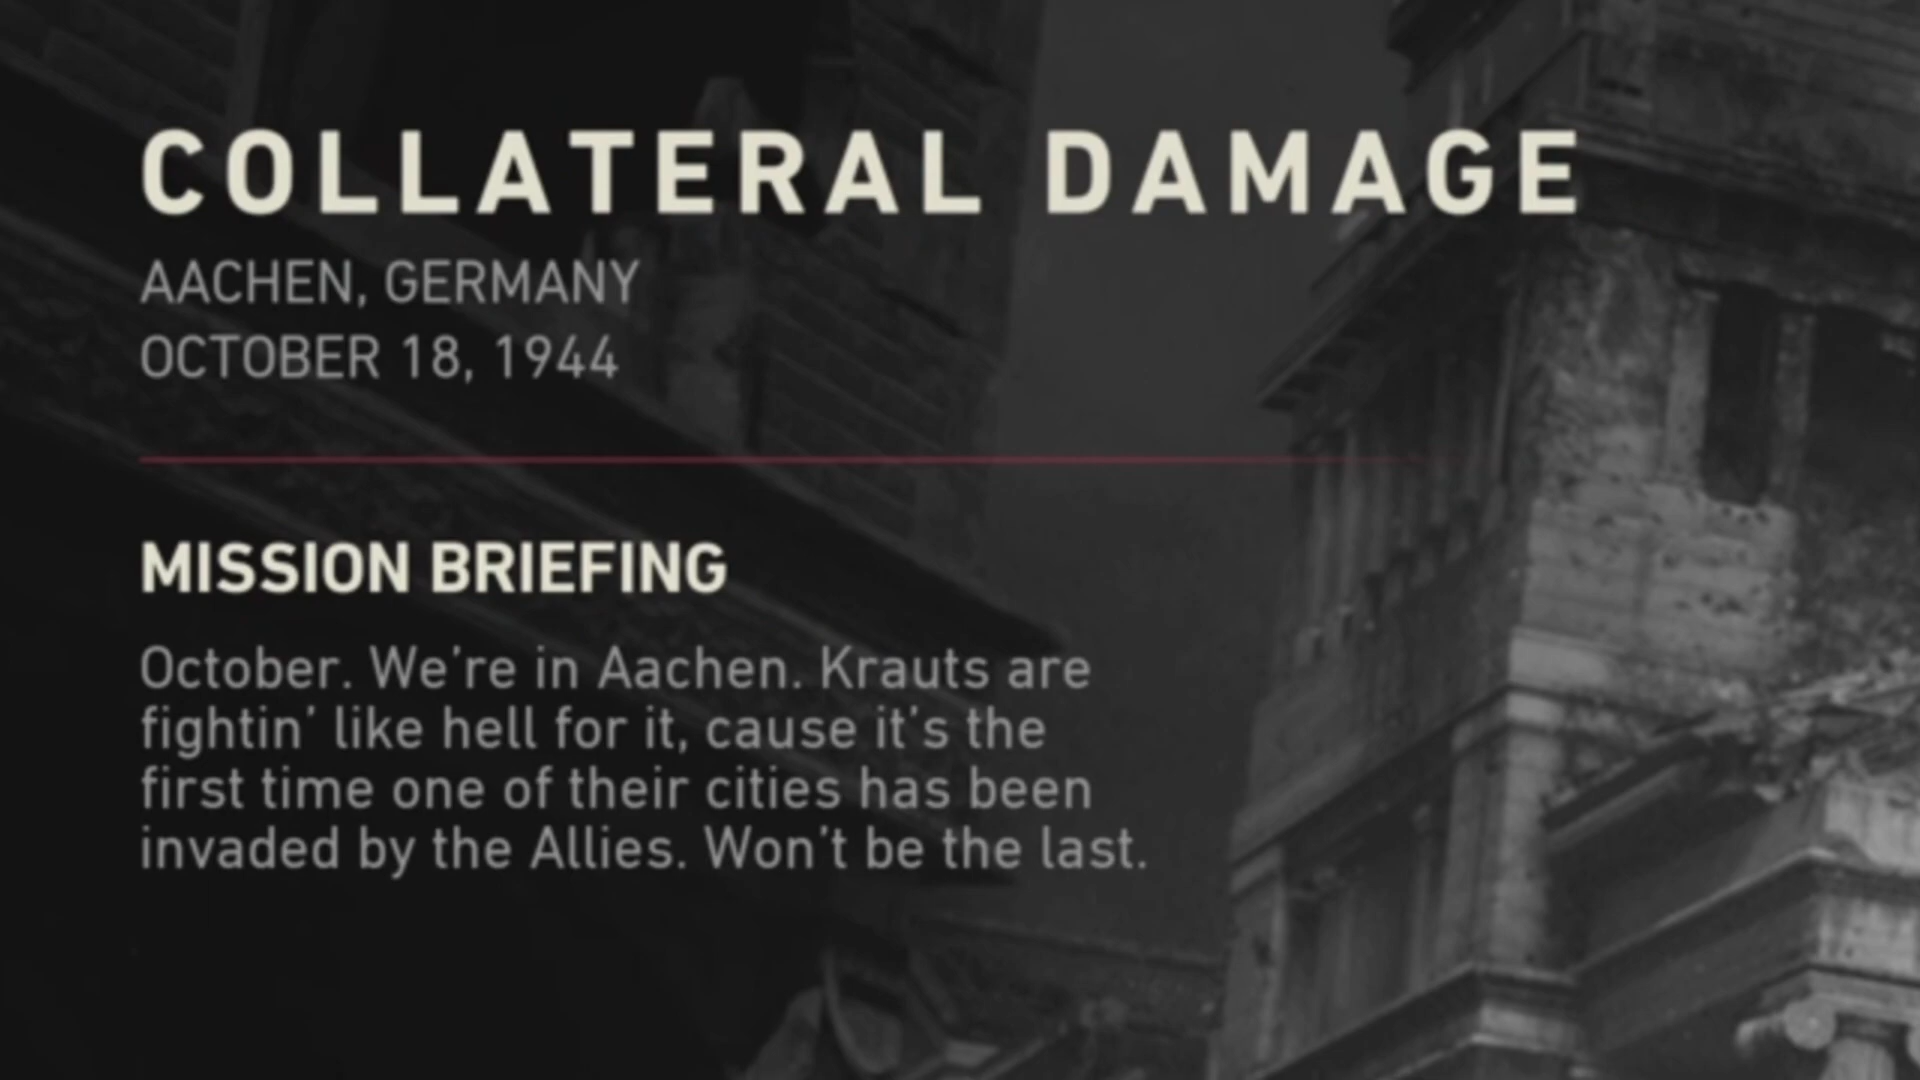 COLLATERAL DAMAGE
AACHEN, GERMANY
OCTOBER 18, 1944
MISSION BRIEFING
October. We’re in Aachen. Krauts are
fightin’ like hell for it, cause it’s the
first time one of their cities has been
invaded by the Allies. Won’t be the last.